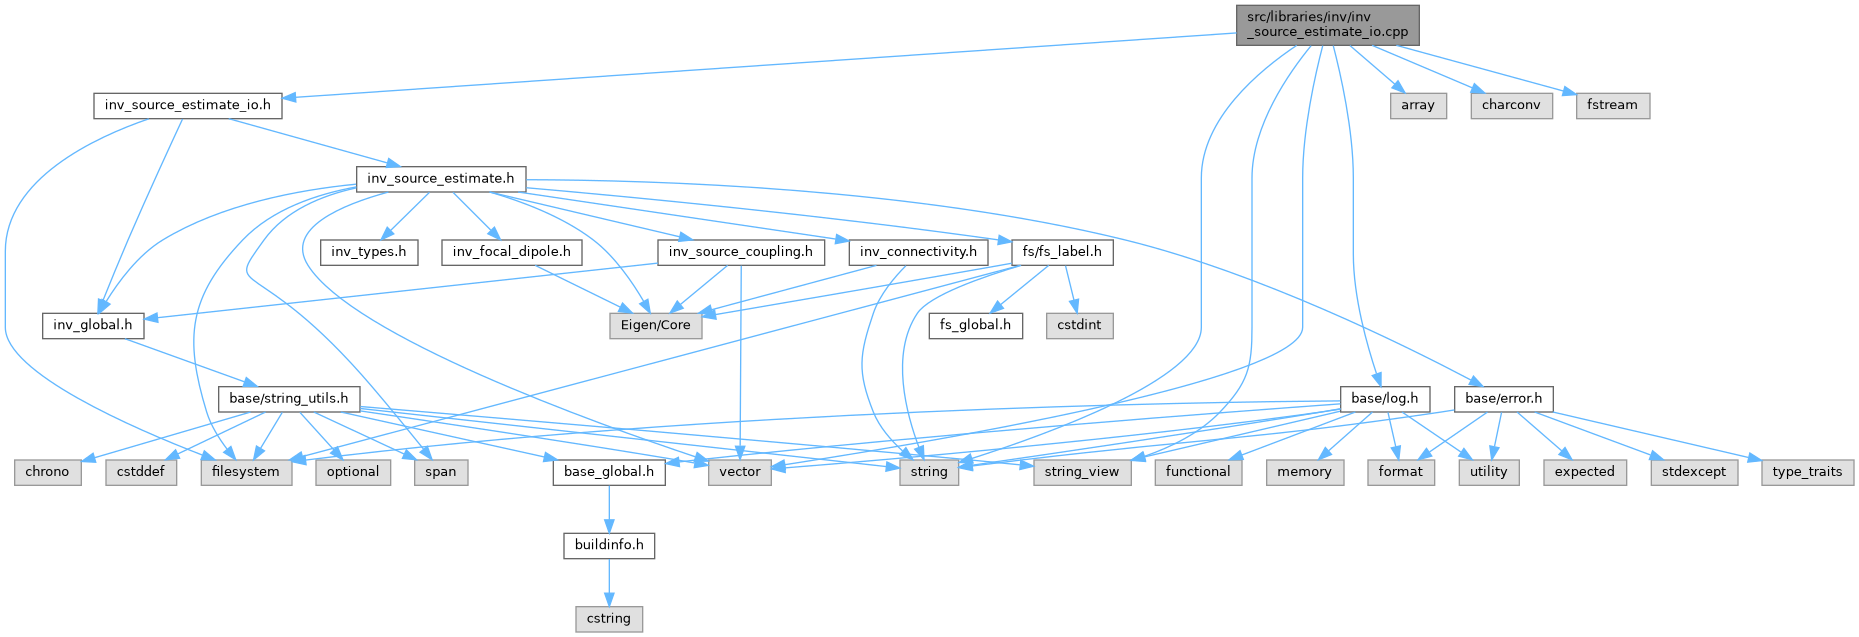 src/libraries/inv/inv
_source_estimate_io.cpp
inv_source_estimate_io.h
array
charconv
fstream
inv_source_estimate.h
inv_types.h
inv_focal_dipole.h
inv_source_coupling.h
inv_connectivity.h
fs/fs_label.h
inv_global.h
Eigen/Core
fs_global.h
cstdint
base/string_utils.h
base/log.h
base/error.h
chrono
cstddef
filesystem
optional
span
base_global.h
vector
string
string_view
functional
memory
format
utility
expected
stdexcept
type_traits
buildinfo.h
cstring